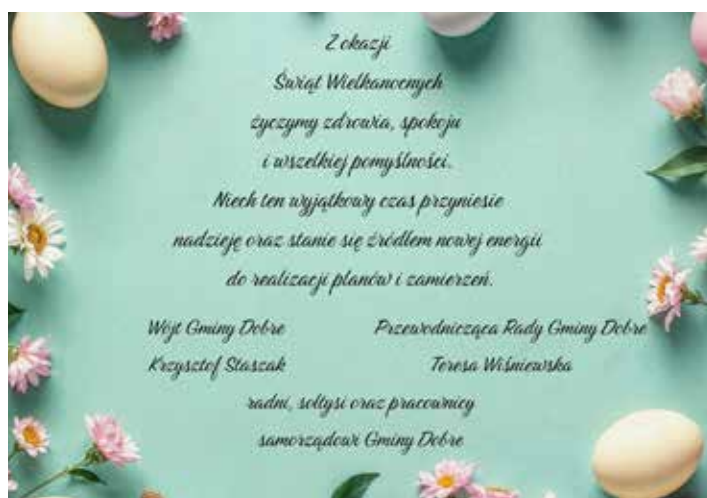 Z okazji
Świąt Wielkanocnych
życzymy zdrowia, spokoju
i wszelkiej pomyślności.
Niech ten wyjątkowy czas przyniesie
nadzieję oraz stanie się źródłem nowej energii
do realizacji planów i zamierzeń.
Wójt Gminy Dobre Przewodnicząca Rady Gminy Dobre
Krzysztof Staszak Teresa Wiśniewska
radni, sołtysi oraz pracownicy
samorządowi Gminy Dobre